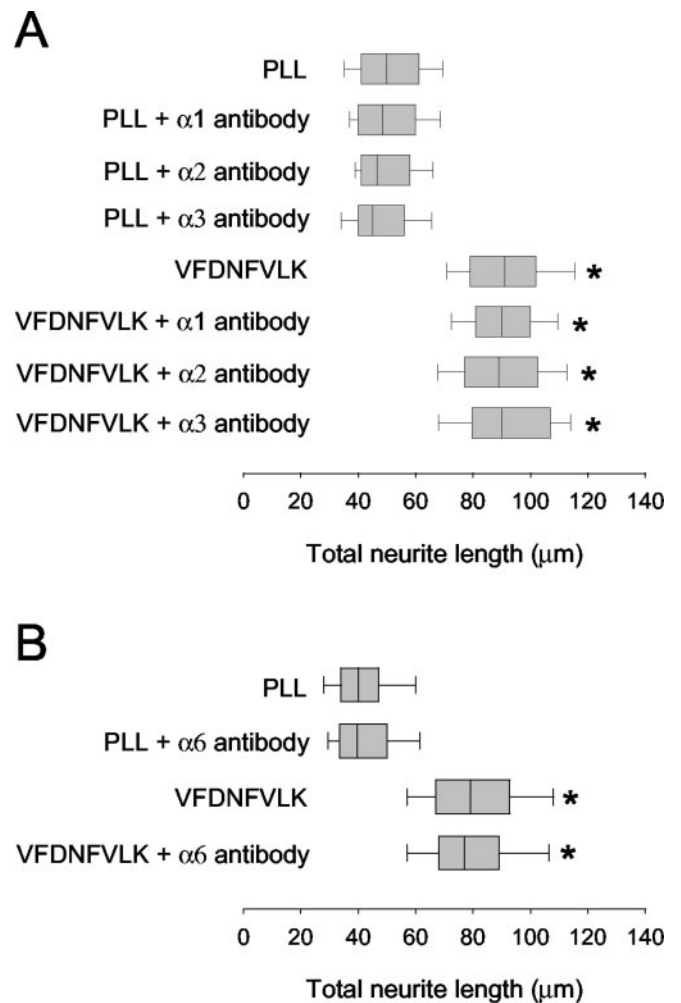 A
PLL
PLL + α1 antibody
PLL + α2 antibody
PLL + α3 antibody
VFDNFVLK *
VFDNFVLK + α1 antibody *
VFDNFVLK + α2 antibody *
VFDNFVLK + α3 antibody *
0 20 40 60 80 100 120 140
Total neurite length (μm)
B
PLL
PLL + α6 antibody
VFDNFVLK *
VFDNFVLK + α6 antibody *
0 20 40 60 80 100 120 140
Total neurite length (μm)